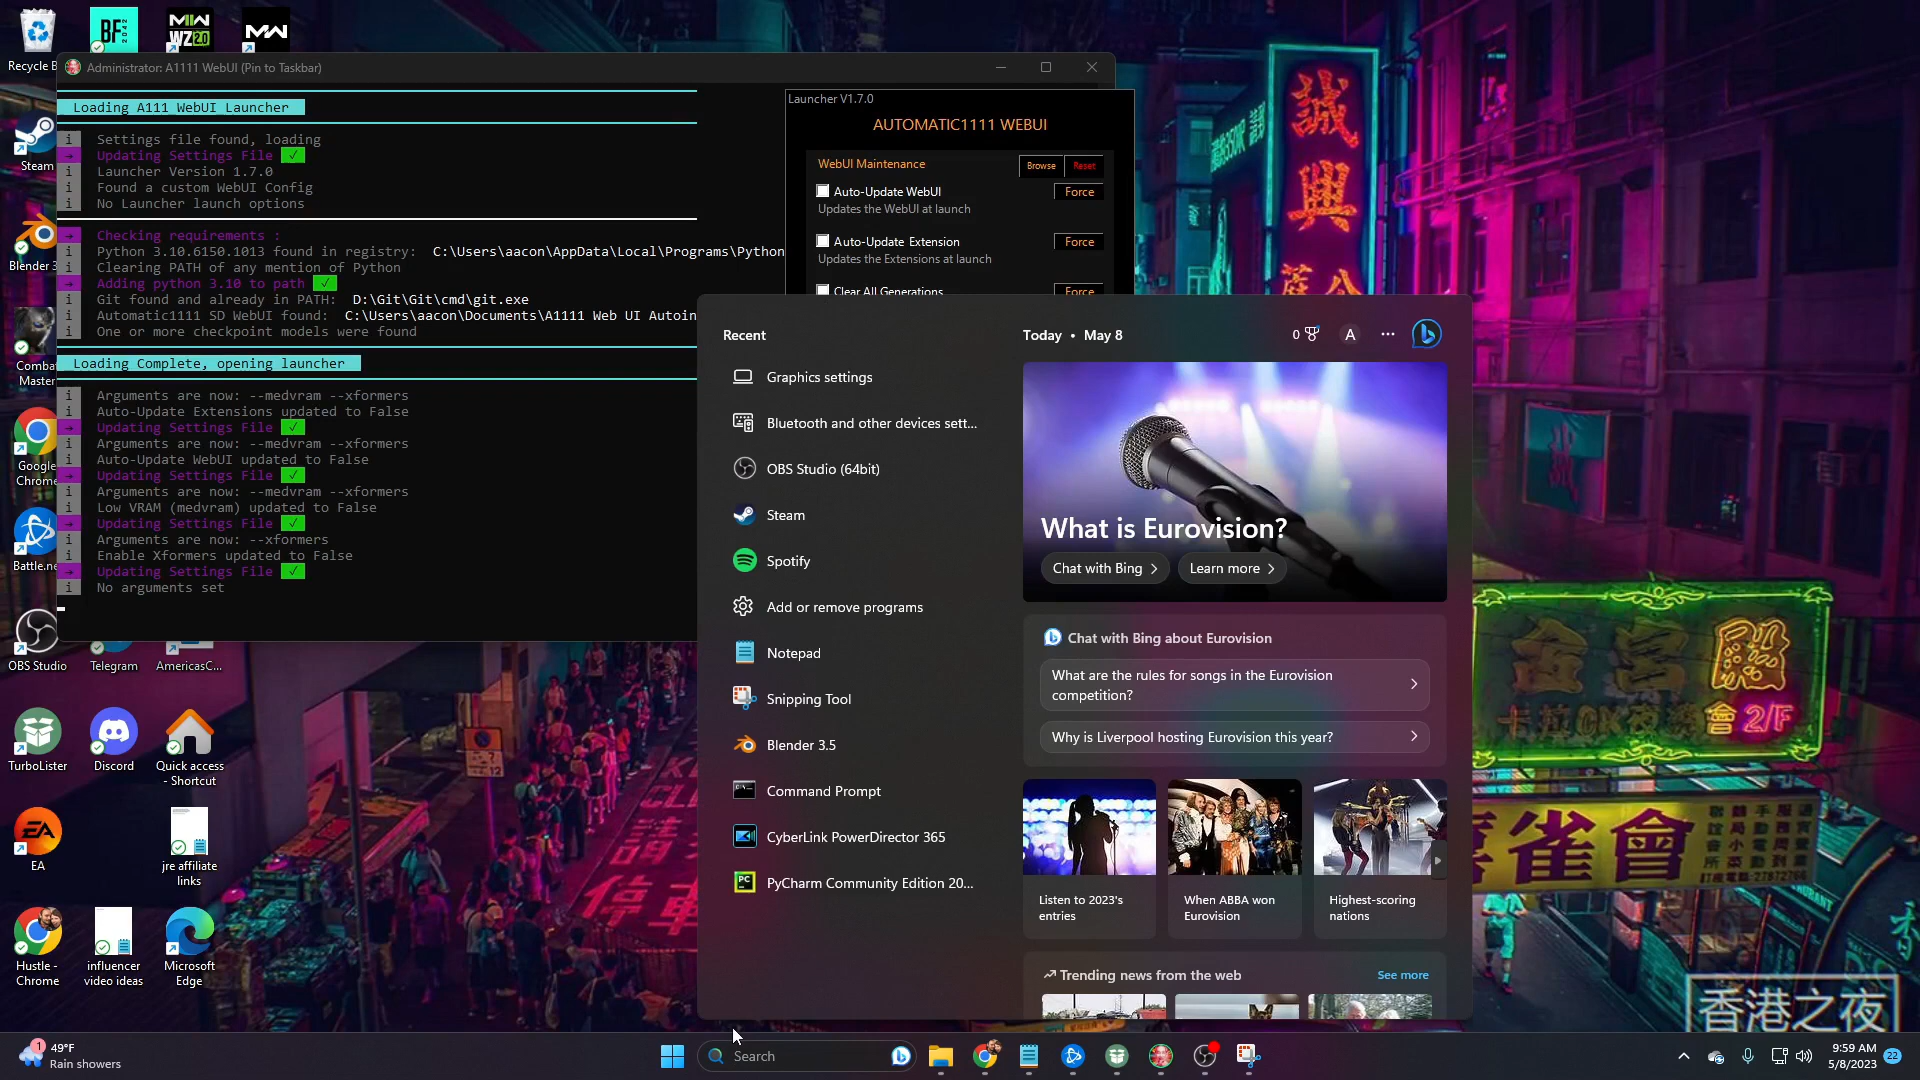 BF
2042
MW
WZ2.0
MW
Recycle B
Steam
Blender 3
Comba
Master
Google
Chrome
Battle.ne
OBS Studio
Telegram
AmericasC...
TurboLister
Discord
Quick access
- Shortcut
EA
EA
jre affiliate
links
Hustle -
Chrome
influencer
video ideas
Microsoft
Edge
Administrator: A1111 WebUI (Pin to Taskbar)
Loading A111 WebUI Launcher
i Settings file found, loading
→ Updating Settings File ✓
i Launcher Version 1.7.0
i Found a custom WebUI Config
i No Launcher launch options
→ Checking requirements :
i Python 3.10.6150.1013 found in registry: C:\Users\aacon\AppData\Local\Programs\Python
i Clearing PATH of any mention of Python
→ Adding python 3.10 to path ✓
i Git found and already in PATH: D:\Git\Git\cmd\git.exe
i Automatic1111 SD WebUI found: C:\Users\aacon\Documents\A1111 Web UI Autoin
i One or more checkpoint models were found
Loading Complete, opening launcher
i Arguments are now: --medvram --xformers
i Auto-Update Extensions updated to False
→ Updating Settings File ✓
i Arguments are now: --medvram --xformers
i Auto-Update WebUI updated to False
→ Updating Settings File ✓
i Arguments are now: --medvram --xformers
i Low VRAM (medvram) updated to False
→ Updating Settings File ✓
i Arguments are now: --xformers
i Enable Xformers updated to False
→ Updating Settings File ✓
i No arguments set
Launcher V1.7.0
AUTOMATIC1111 WEBUI
WebUI Maintenance
Browse
Reset
Auto-Update WebUI
Force
Updates the WebUI at launch
Auto-Update Extension
Force
Updates the Extensions at launch
Clear All Generations
Force
Recent
Graphics settings
Bluetooth and other devices sett...
OBS Studio (64bit)
Steam
Spotify
Add or remove programs
Notepad
Snipping Tool
Blender 3.5
Command Prompt
CyberLink PowerDirector 365
PC
PyCharm Community Edition 20...
Today • May 8
0
A
What is Eurovision?
Chat with Bing
Learn more
Chat with Bing about Eurovision
What are the rules for songs in the Eurovision
competition?
Why is Liverpool hosting Eurovision this year?
Listen to 2023's
entries
When ABBA won
Eurovision
Highest-scoring
nations
Trending news from the web
See more
誠
興
2/F
麻雀會
香港之夜
1
49°F
Rain showers
Search
9:59 AM
5/8/2023
22